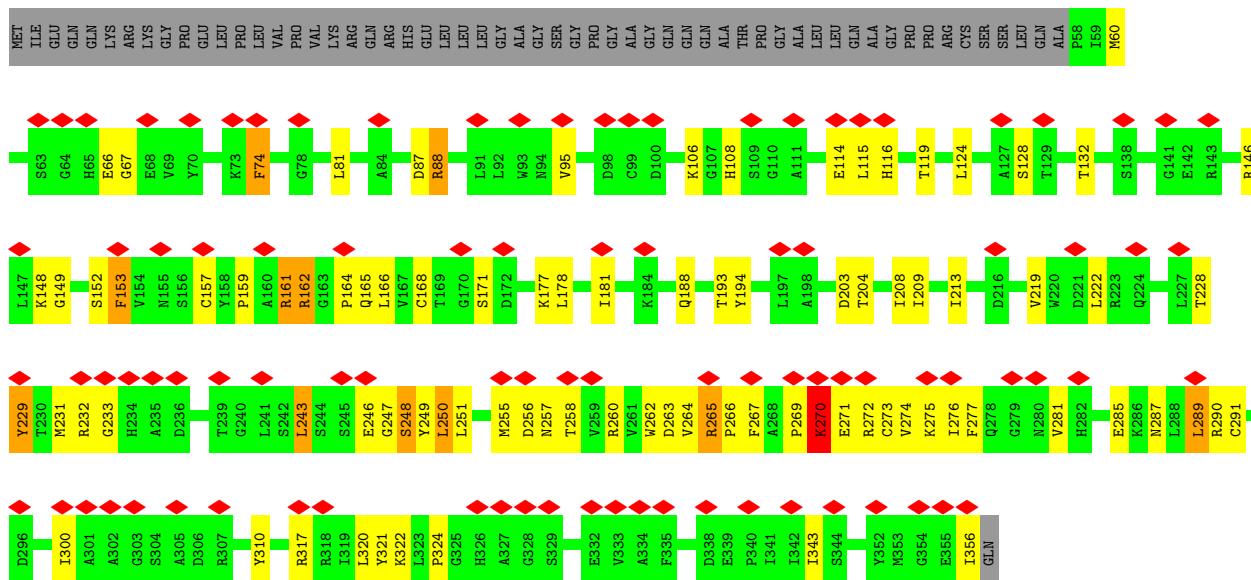 MET ILE GLU GLN GLN LYS ARG LYS GLY PRO GLU LEU PRO LEU VAL PRO VAL LYS ARG GLN ARG HIS GLU LEU LEU LEU GLY ALA GLY SER GLY PRO GLY ALA GLY GLN GLN GLN ALA THR PRO GLY ALA LEU LEU GLN ALA GLY PRO PRO ARG CYS SER SER LEU GLN ALA P58 I59 M60
S63 G64 H65 E66 G67 E68 V69 Y70 K73 F74 G78 L81 A84 D87 R88 L91 L92 W93 N94 V95 D98 C99 D100 K106 G107 H108 S109 G110 A111 E114 L115 H116 T119 L124 A127 S128 T129 T132 S138 G141 E142 R143 R146
L147 K148 G149 S152 F153 V154 N155 S156 C157 Y158 P159 A160 R161 R162 G163 P164 Q165 L166 V167 C168 T169 G170 S171 D172 K177 L178 I181 K184 Q188 T193 Y194 L197 A198 D203 T204 I208 I209 I213 D216 V219 W220 D221 L222 R223 Q224 L227 T228
Y229 T230 M231 R232 G233 H234 A235 D236 T239 G240 L241 S242 L243 S244 S245 E246 G247 S248 Y249 L250 L251 M255 D256 N257 T258 V259 R260 V261 W262 D263 V264 R265 P266 F267 A268 P269 K270 E271 R272 C273 V274 K275 I276 F277 Q278 G279 N280 V281 H282 E285 K286 N287 L288 L289 R290 C291
D296 I300 A301 A302 G303 S304 A305 D306 R307 Y310 R317 R318 I319 L320 Y321 K322 L323 P324 G325 H326 A327 G328 S329 E332 V333 A334 F335 D338 E339 P340 I341 I342 I343 S344 Y352 M353 G354 E355 I356 GLN